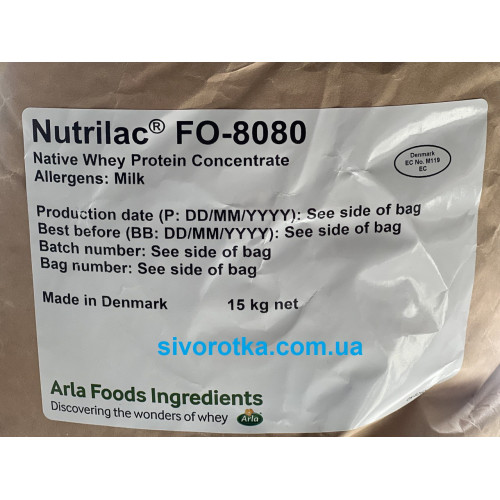 Nutrilac® FO-8080
Native Whey Protein Concentrate
Allergens: Milk
Denmark
EC No. M119
EC
Production date (P: DD/MM/YYYY): See side of bag
Best before (BB: DD/MM/YYYY): See side of bag
Batch number: See side of bag
Bag number: See side of bag
Made in Denmark 15 kg net
sivorotka.com.ua
Arla Foods Ingredients
Discovering the wonders of whey
Arla